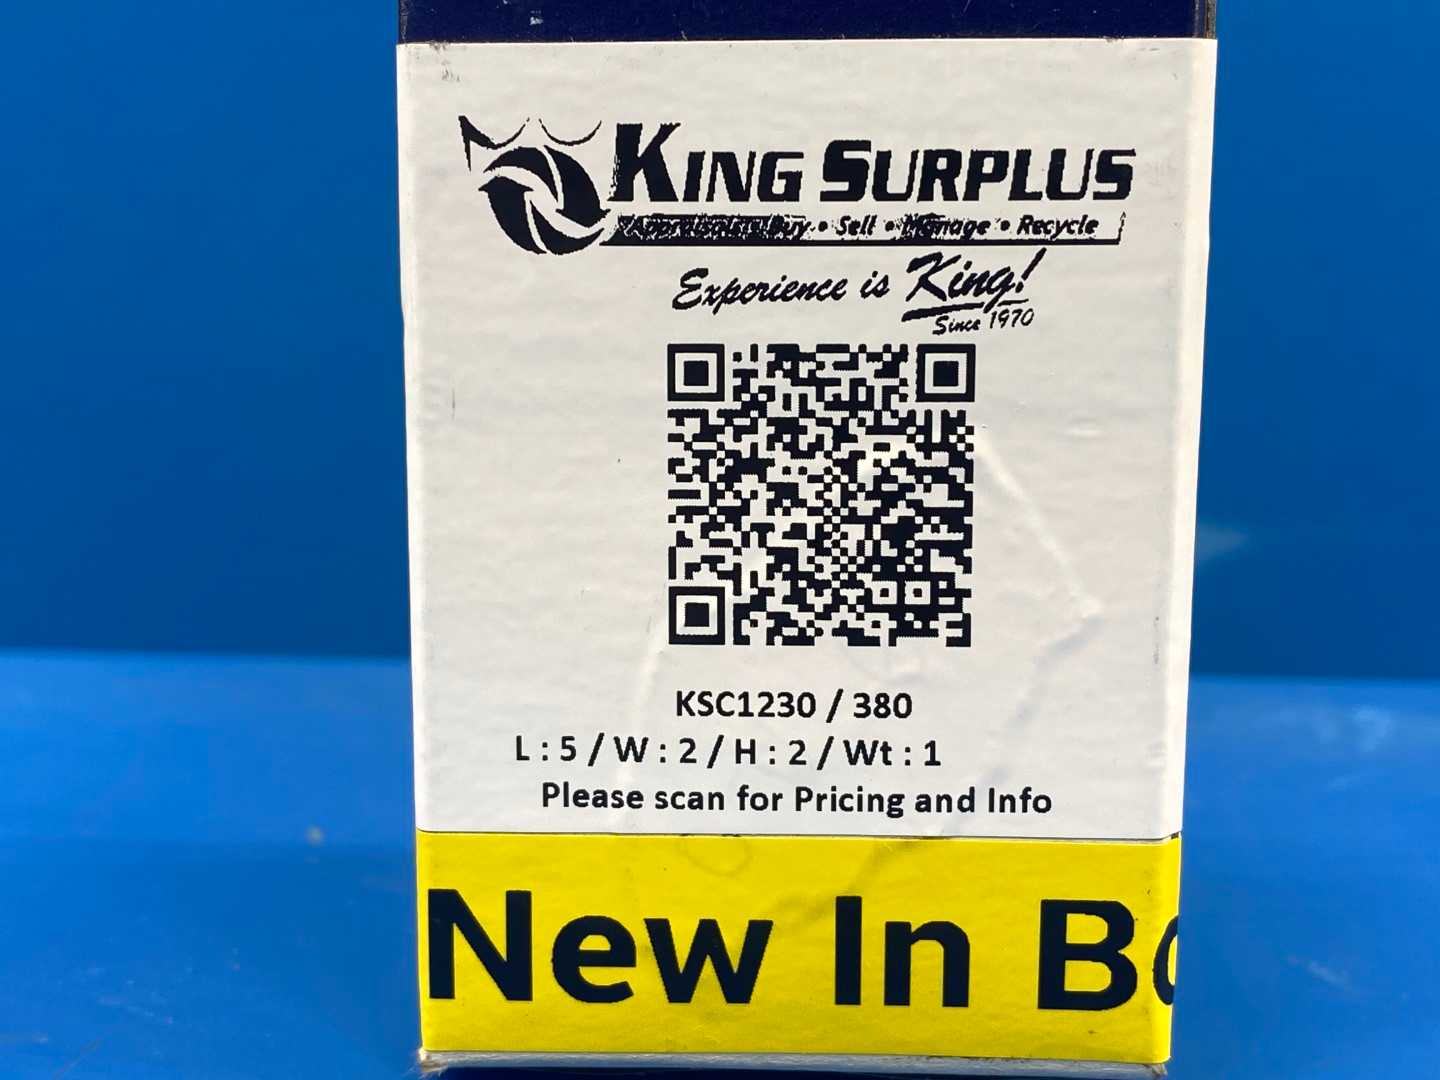 KING SURPLUS
Buy • Sell • Manage • Recycle
Experience is King!
Since 1970
KSC1230 / 380
L : 5 / W : 2 / H : 2 / Wt : 1
Please scan for Pricing and Info
New In Bo